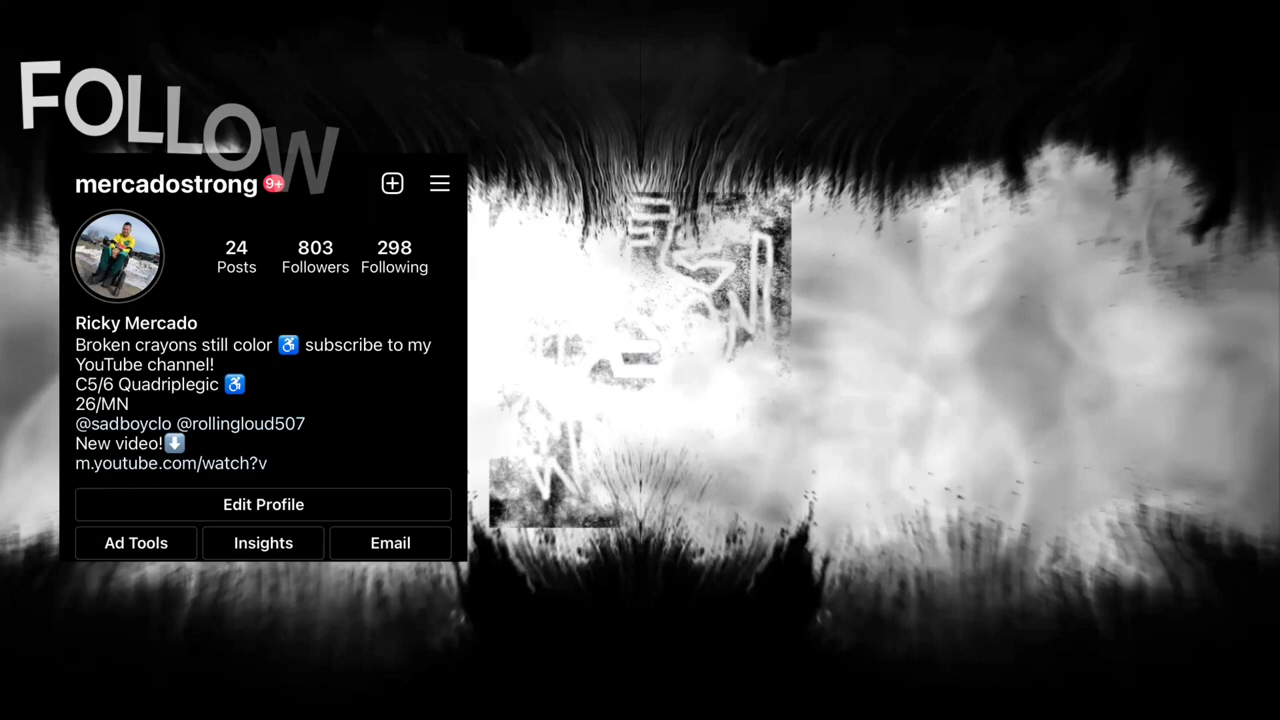 FOLLOW
mercadostrong 9+
24 803 298
Posts Followers Following
Ricky Mercado
Broken crayons still color ♿ subscribe to my
YouTube channel!
C5/6 Quadriplegic ♿
26/MN
@sadboyclo @rollingloud507
New video!⬇️
m.youtube.com/watch?v
Edit Profile
Ad Tools Insights Email